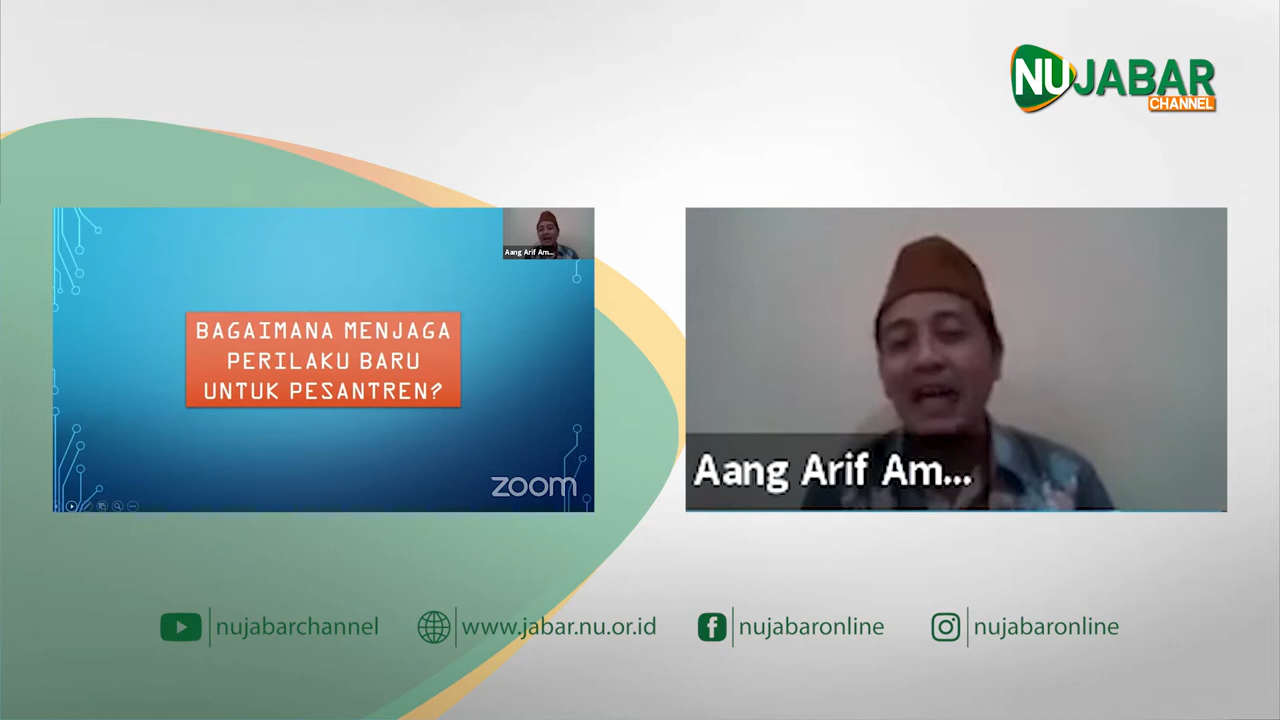 NU JABAR
CHANNEL
Aang Arif Am...
BAGAIMANA MENJAGA
PERILAKU BARU
UNTUK PESANTREN?
zoom
Aang Arif Am...
nujabarchannel
www.jabar.nu.or.id
nujabaronline
nujabaronline